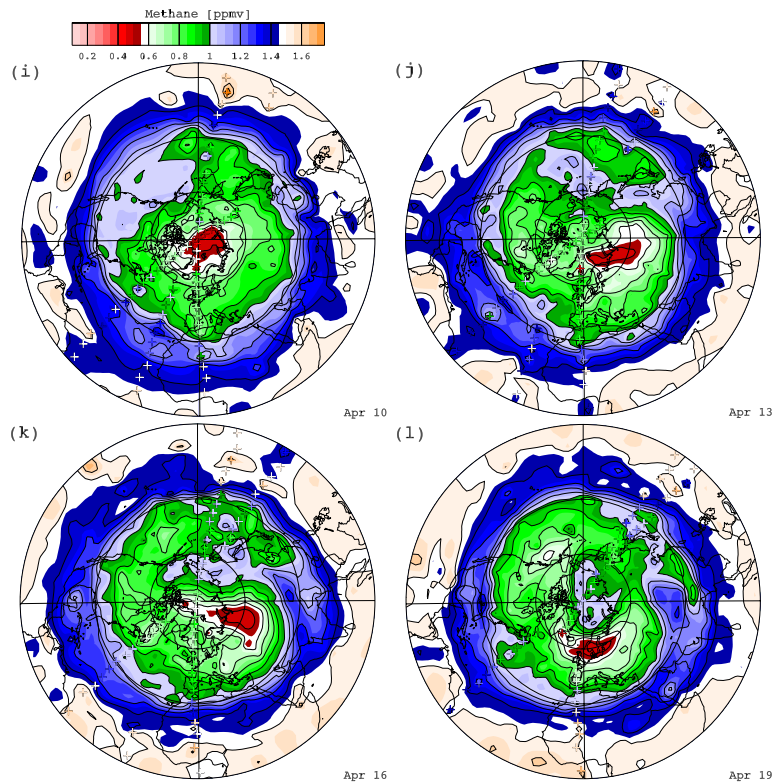 Methane [ppmv]
0.2 0.4 0.6 0.8 1 1.2 1.4 1.6
(i)
(j)
Apr 10
Apr 13
(k)
(l)
Apr 16
Apr 19